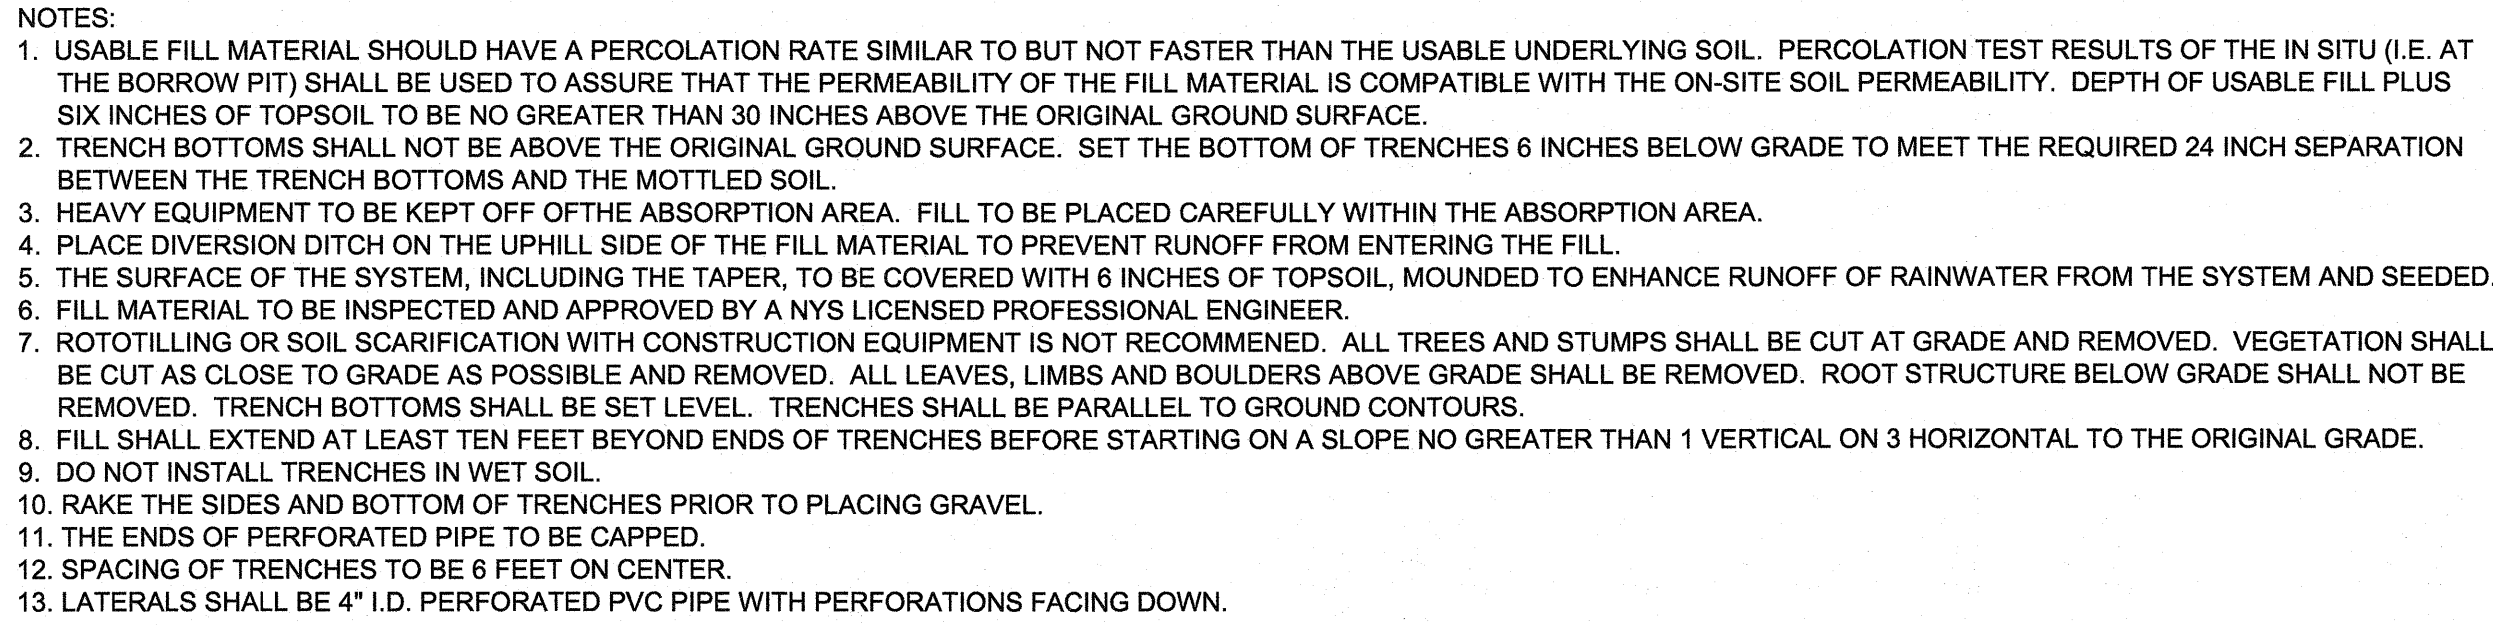 NOTES:
1. USABLE FILL MATERIAL SHOULD HAVE A PERCOLATION RATE SIMILAR TO BUT NOT FASTER THAN THE USABLE UNDERLYING SOIL. PERCOLATION TEST RESULTS OF THE IN SITU (I.E. AT
THE BORROW PIT) SHALL BE USED TO ASSURE THAT THE PERMEABILITY OF THE FILL MATERIAL IS COMPATIBLE WITH THE ON-SITE SOIL PERMEABILITY. DEPTH OF USABLE FILL PLUS
SIX INCHES OF TOPSOIL TO BE NO GREATER THAN 30 INCHES ABOVE THE ORIGINAL GROUND SURFACE.
2. TRENCH BOTTOMS SHALL NOT BE ABOVE THE ORIGINAL GROUND SURFACE. SET THE BOTTOM OF TRENCHES 6 INCHES BELOW GRADE TO MEET THE REQUIRED 24 INCH SEPARATION
BETWEEN THE TRENCH BOTTOMS AND THE MOTTLED SOIL.
3. HEAVY EQUIPMENT TO BE KEPT OFF OFTHE ABSORPTION AREA. FILL TO BE PLACED CAREFULLY WITHIN THE ABSORPTION AREA.
4. PLACE DIVERSION DITCH ON THE UPHILL SIDE OF THE FILL MATERIAL TO PREVENT RUNOFF FROM ENTERING THE FILL.
5. THE SURFACE OF THE SYSTEM, INCLUDING THE TAPER, TO BE COVERED WITH 6 INCHES OF TOPSOIL, MOUNDED TO ENHANCE RUNOFF OF RAINWATER FROM THE SYSTEM AND SEEDED.
6. FILL MATERIAL TO BE INSPECTED AND APPROVED BY A NYS LICENSED PROFESSIONAL ENGINEER.
7. ROTOTILLING OR SOIL SCARIFICATION WITH CONSTRUCTION EQUIPMENT IS NOT RECOMMENED. ALL TREES AND STUMPS SHALL BE CUT AT GRADE AND REMOVED. VEGETATION SHALL
BE CUT AS CLOSE TO GRADE AS POSSIBLE AND REMOVED. ALL LEAVES, LIMBS AND BOULDERS ABOVE GRADE SHALL BE REMOVED. ROOT STRUCTURE BELOW GRADE SHALL NOT BE
REMOVED. TRENCH BOTTOMS SHALL BE SET LEVEL. TRENCHES SHALL BE PARALLEL TO GROUND CONTOURS.
8. FILL SHALL EXTEND AT LEAST TEN FEET BEYOND ENDS OF TRENCHES BEFORE STARTING ON A SLOPE NO GREATER THAN 1 VERTICAL ON 3 HORIZONTAL TO THE ORIGINAL GRADE.
9. DO NOT INSTALL TRENCHES IN WET SOIL.
10. RAKE THE SIDES AND BOTTOM OF TRENCHES PRIOR TO PLACING GRAVEL.
11. THE ENDS OF PERFORATED PIPE TO BE CAPPED.
12. SPACING OF TRENCHES TO BE 6 FEET ON CENTER.
13. LATERALS SHALL BE 4" I.D. PERFORATED PVC PIPE WITH PERFORATIONS FACING DOWN.